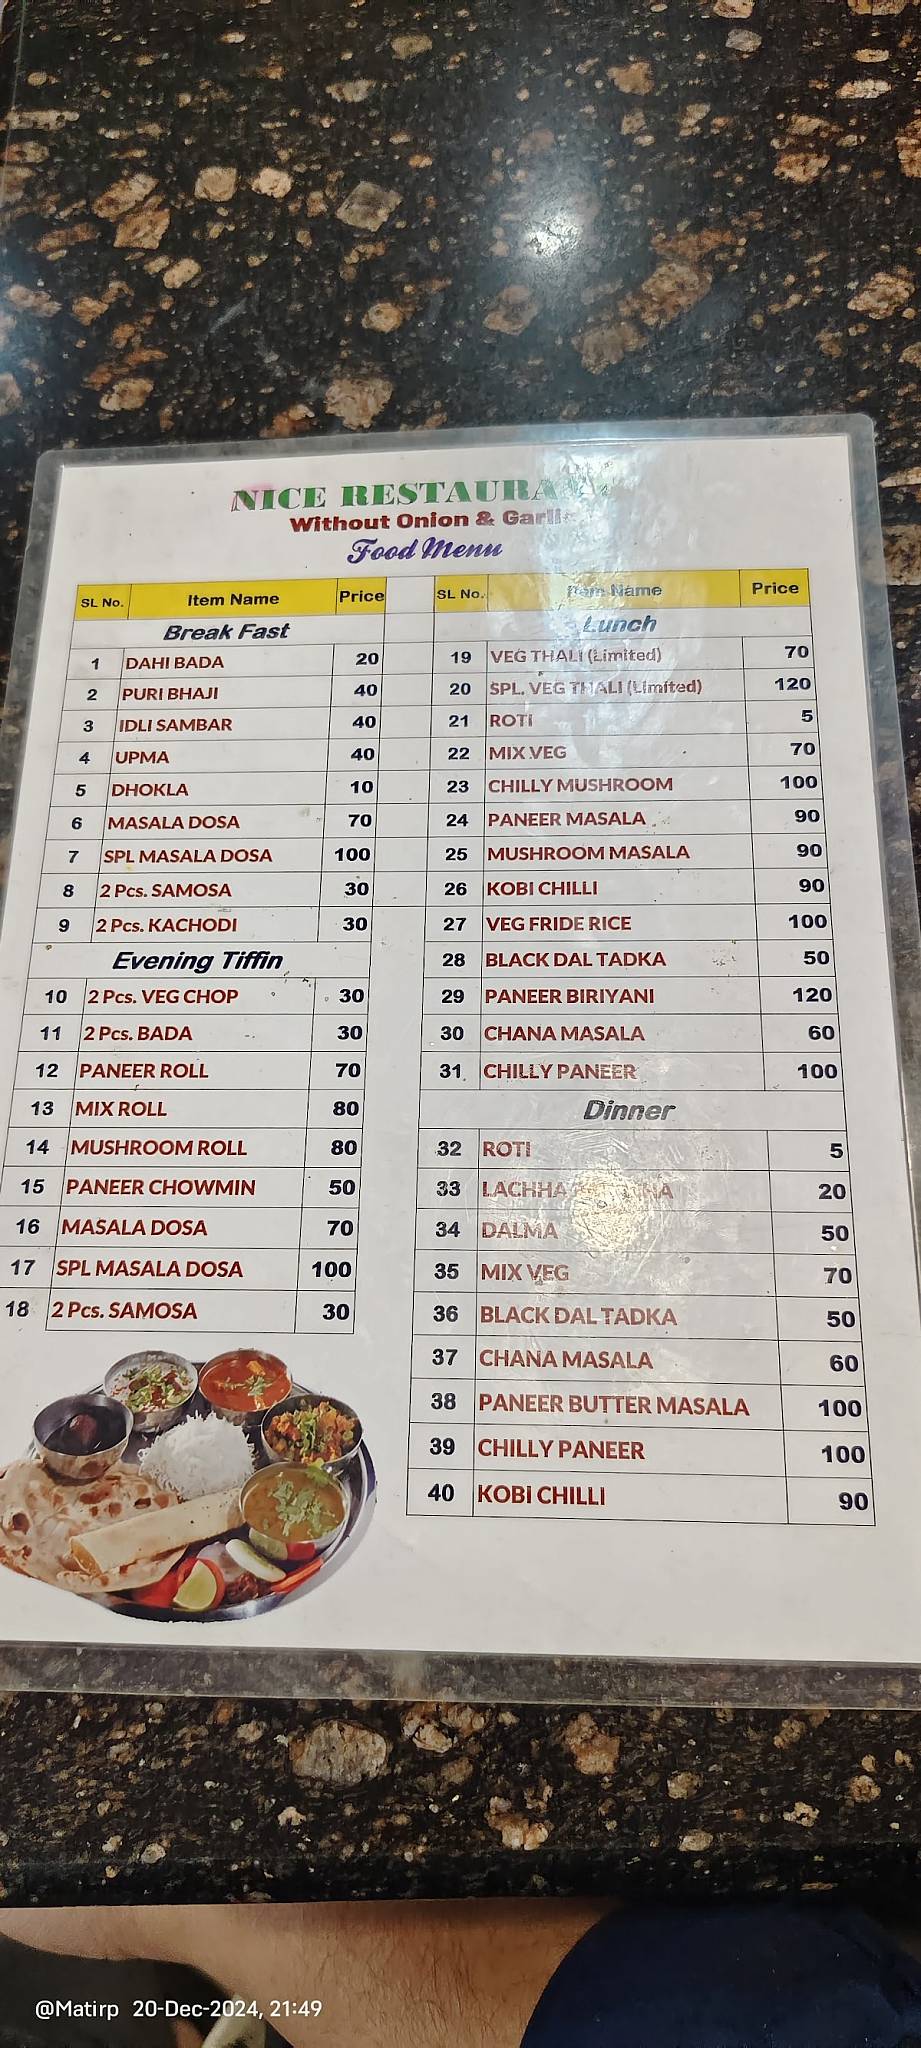 NICE RESTAURA
Without Onion & Garlic
Food Menu
SL No. Item Name Price
Break Fast
1 DAHI BADA 20
2 PURI BHAJI 40
3 IDLI SAMBAR 40
4 UPMA 40
5 DHOKLA 10
6 MASALA DOSA 70
7 SPL MASALA DOSA 100
8 2 Pcs. SAMOSA 30
9 2 Pcs. KACHODI 30
Evening Tiffin
10 2 Pcs. VEG CHOP 30
11 2 Pcs. BADA 30
12 PANEER ROLL 70
13 MIX ROLL 80
14 MUSHROOM ROLL 80
15 PANEER CHOWMIN 50
16 MASALA DOSA 70
17 SPL MASALA DOSA 100
18 2 Pcs. SAMOSA 30
SL No. Item Name Price
Lunch
19 VEG THALI (Limited) 70
20 SPL. VEG THALI (Limited) 120
21 ROTI 5
22 MIX VEG 70
23 CHILLY MUSHROOM 100
24 PANEER MASALA 90
25 MUSHROOM MASALA 90
26 KOBI CHILLI 90
27 VEG FRIDE RICE 100
28 BLACK DAL TADKA 50
29 PANEER BIRIYANI 120
30 CHANA MASALA 60
31 CHILLY PANEER 100
Dinner
32 ROTI 5
33 LACHHA 20
34 DALMA 50
35 MIX VEG 70
36 BLACK DAL TADKA 50
37 CHANA MASALA 60
38 PANEER BUTTER MASALA 100
39 CHILLY PANEER 100
40 KOBI CHILLI 90
@Matirp 20-Dec-2024, 21:49